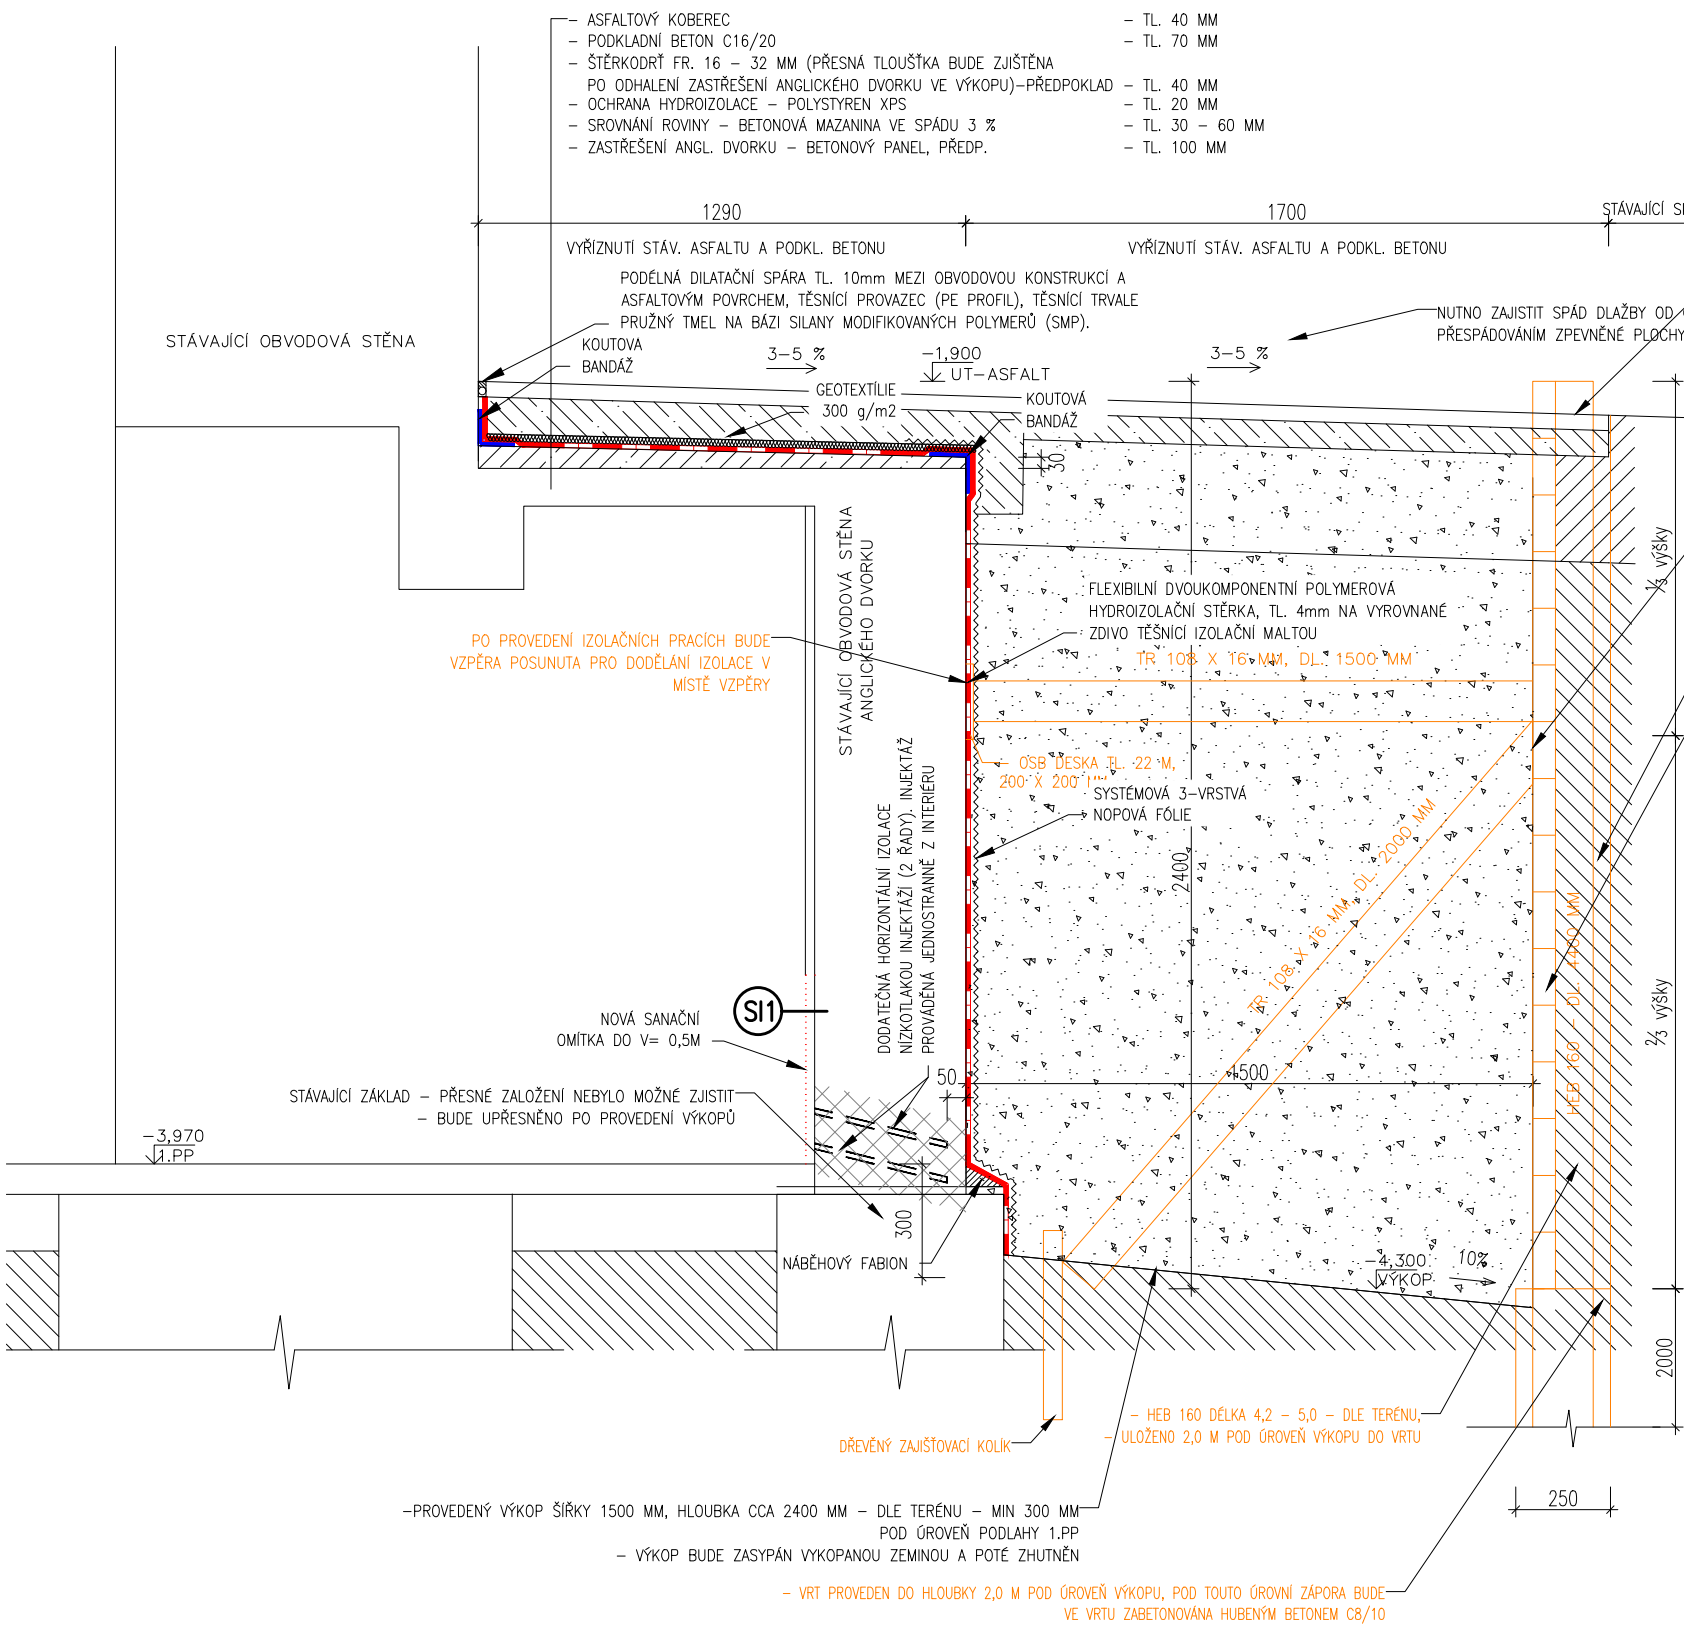 - ASFALTOVÝ KOBEREC - TL. 40 MM
- PODKLADNÍ BETON C16/20 - TL. 70 MM
- ŠTĚRKODRŤ FR. 16 - 32 MM (PŘESNÁ TLOUŠŤKA BUDE ZJIŠTĚNA
PO ODHALENÍ ZASTŘEŠENÍ ANGLICKÉHO DVORKU VE VÝKOPU)-PŘEDPOKLAD - TL. 40 MM
- OCHRANA HYDROIZOLACE - POLYSTYREN XPS - TL. 20 MM
- SROVNÁNÍ ROVINY - BETONOVÁ MAZANINA VE SPÁDU 3 % - TL. 30 - 60 MM
- ZASTŘEŠENÍ ANGL. DVORKU - BETONOVÝ PANEL, PŘEDP. - TL. 100 MM
1290
1700
STÁVAJÍCÍ
VYŘÍZNUTÍ STÁV. ASFALTU A PODKL. BETONU
VYŘÍZNUTÍ STÁV. ASFALTU A PODKL. BETONU
PODÉLNÁ DILATAČNÍ SPÁRA TL. 10mm MEZI OBVODOVOU KONSTRUKCÍ A
ASFALTOVÝM POVRCHEM, TĚSNÍCÍ PROVAZEC (PE PROFIL), TĚSNÍCÍ TRVALE
PRUŽNÝ TMEL NA BÁZI SILANY MODIFIKOVANÝCH POLYMERŮ (SMP).
NUTNO ZAJISTIT SPÁD DLAŽBY OD
PŘESPÁDOVÁNÍM ZPEVNĚNÉ PLOCHY
STÁVAJÍCÍ OBVODOVÁ STĚNA
KOUTOVA
BANDÁŽ
3-5 %
-1,900
UT-ASFALT
3-5 %
GEOTEXTÍLIE
300 g/m2
KOUTOVÁ
BANDÁŽ
30
STÁVAJÍCÍ OBVODOVÁ STĚNA
ANGLICKÉHO DVORKU
1/3 výšky
FLEXIBILNÍ DVOUKOMPONENTNÍ POLYMEROVÁ
HYDROIZOLAČNÍ STĚRKA, TL. 4mm NA VYROVNANÉ
ZDIVO TĚŠNÍCÍ IZOLAČNÍ MALTOU
PO PROVEDENÍ IZOLAČNÍCH PRACÍCH BUDE
VZPĚRA POSUNUTA PRO DODĚLÁNÍ IZOLACE V
MÍSTĚ VZPĚRY
TR 108 X 16 MM, DL. 1500 MM
OSB DESKA TL. 22 M,
200 X 200
SYSTÉMOVÁ 3-VRSTVÁ
NOPOVÁ FÓLIE
2400
TR 108 X 16 MM, DL. 2000 MM
DODATEČNÁ HORIZONTÁLNÍ IZOLACE
NÍZKOTLAKOU INJEKTÁŽÍ (2 ŘADY). INJEKTÁŽ
PROVÁDĚNA JEDNOSTRANNĚ Z INTERIÉRU
HEB 160 - DL. 4400 MM
2/3 výšky
SI1
NOVÁ SANAČNÍ
OMÍTKA DO V= 0,5M
50
1500
STÁVAJÍCÍ ZÁKLAD - PŘESNÉ ZALOŽENÍ NEBYLO MOŽNÉ ZJISTIT
- BUDE UPŘESNĚNO PO PROVEDENÍ VÝKOPŮ
-3,970
1.PP
300
NÁBĚHOVÝ FABION
-4,300
VÝKOP
10%
2000
- HEB 160 DÉLKA 4,2 - 5,0 - DLE TERÉNU,
- ULOŽENO 2,0 M POD ÚROVEŇ VÝKOPU DO VRTU
DŘEVĚNÝ ZAJIŠŤOVACÍ KOLÍK
250
-PROVEDENÝ VÝKOP ŠÍŘKY 1500 MM, HLOUBKA CCA 2400 MM - DLE TERÉNU - MIN 300 MM
POD ÚROVEŇ PODLAHY 1.PP
- VÝKOP BUDE ZASYPÁN VYKOPANOU ZEMINOU A POTÉ ZHUTNĚN
- VRT PROVEDEN DO HLOUBKY 2,0 M POD ÚROVEŇ VÝKOPU, POD TOUTO ÚROVNÍ ZÁPORA BUDE
VE VRTU ZABETONOVÁNA HUBENÝM BETONEM C8/10